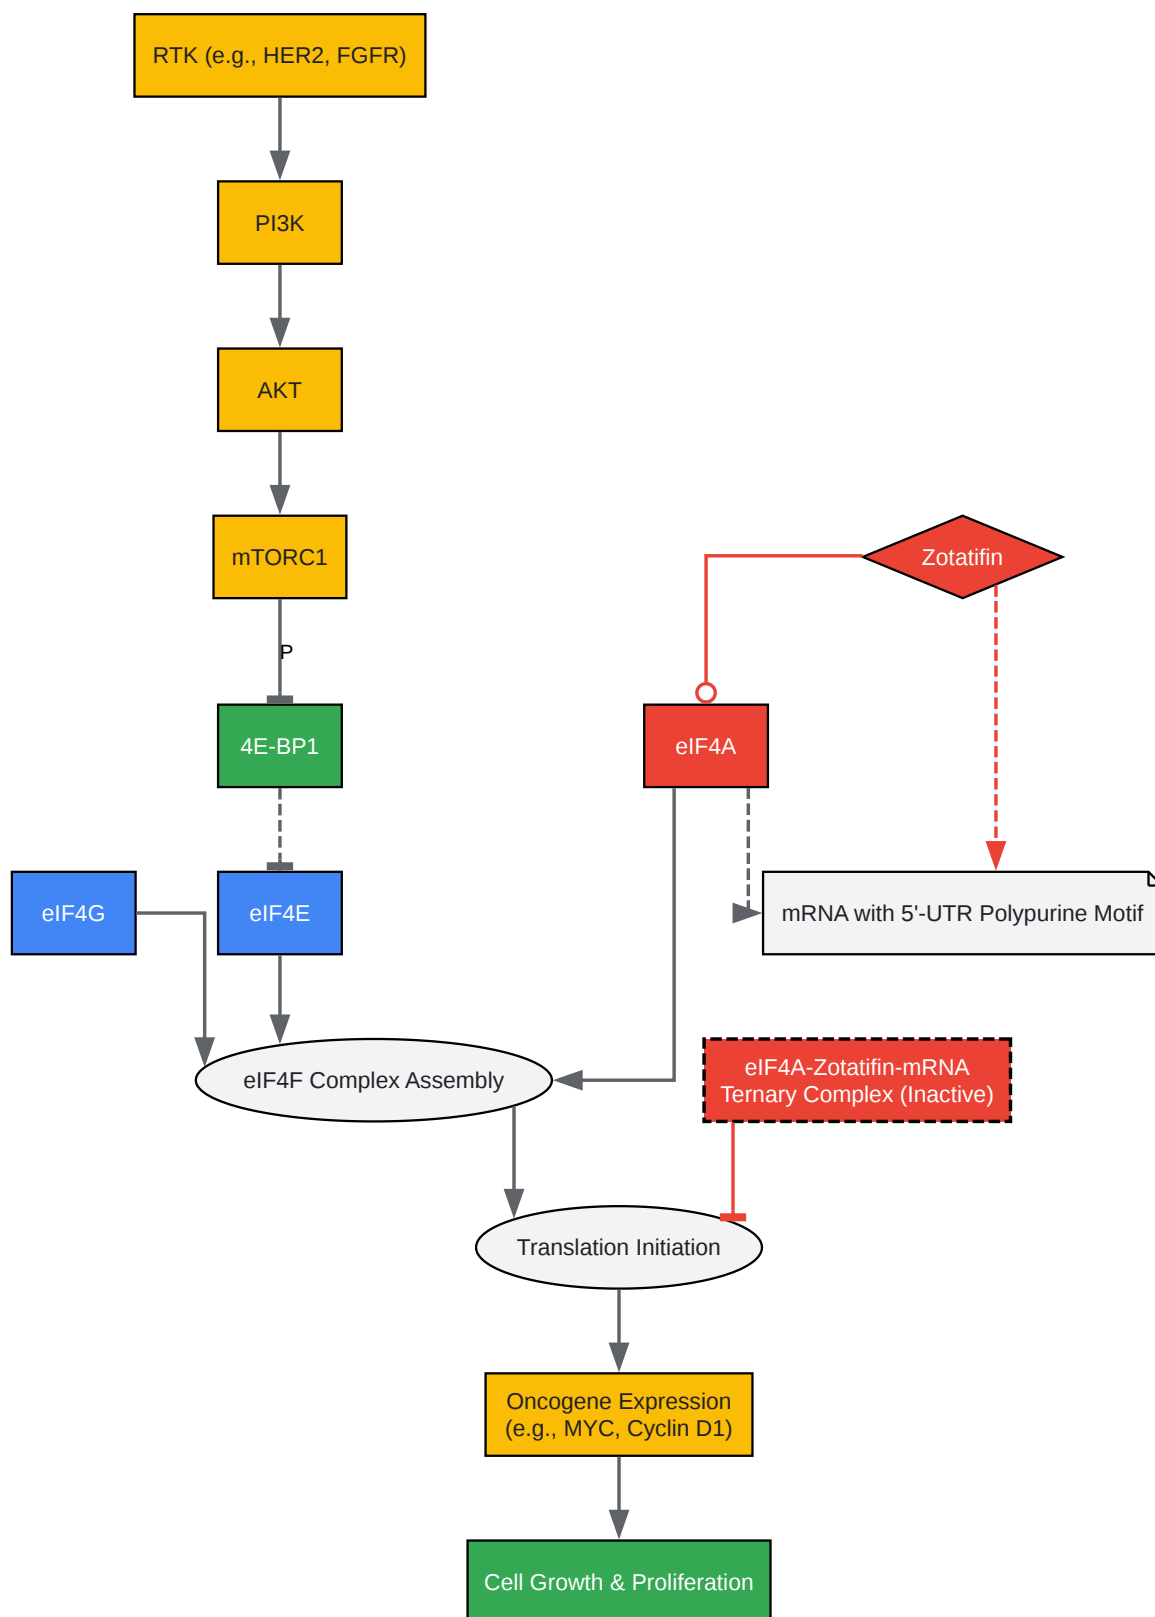 RTK (e.g., HER2, FGFR)
PI3K
AKT
mTORC1
Zotatifin
P
4E-BP1
eIF4A
eIF4G
eIF4E
mRNA with 5'-UTR Polypurine Motif
eIF4F Complex Assembly
eIF4A-Zotatifin-mRNA
Ternary Complex (Inactive)
Translation Initiation
Oncogene Expression
(e.g., MYC, Cyclin D1)
Cell Growth & Proliferation